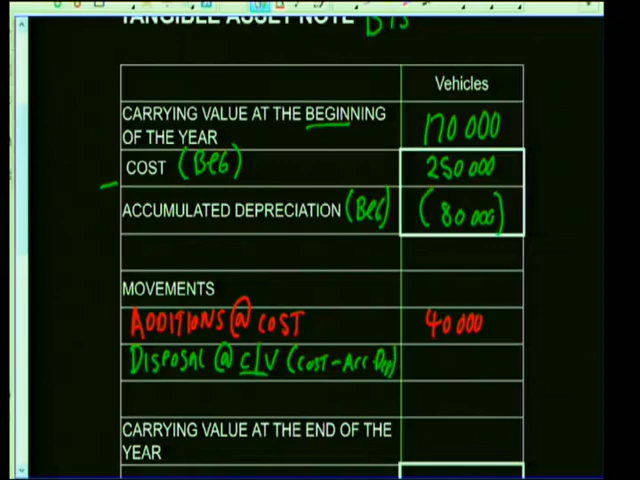 TANGIBLE ASSET NOTE
Vehicles
CARRYING VALUE AT THE BEGINNING
OF THE YEAR
170 000
COST (BEG)
250 000
ACCUMULATED DEPRECIATION (BEG)
(80 000)
MOVEMENTS
ADDITIONS @ COST
40 000
DISPOSAL @ C/V (COST - ACC DEP)
CARRYING VALUE AT THE END OF THE
YEAR